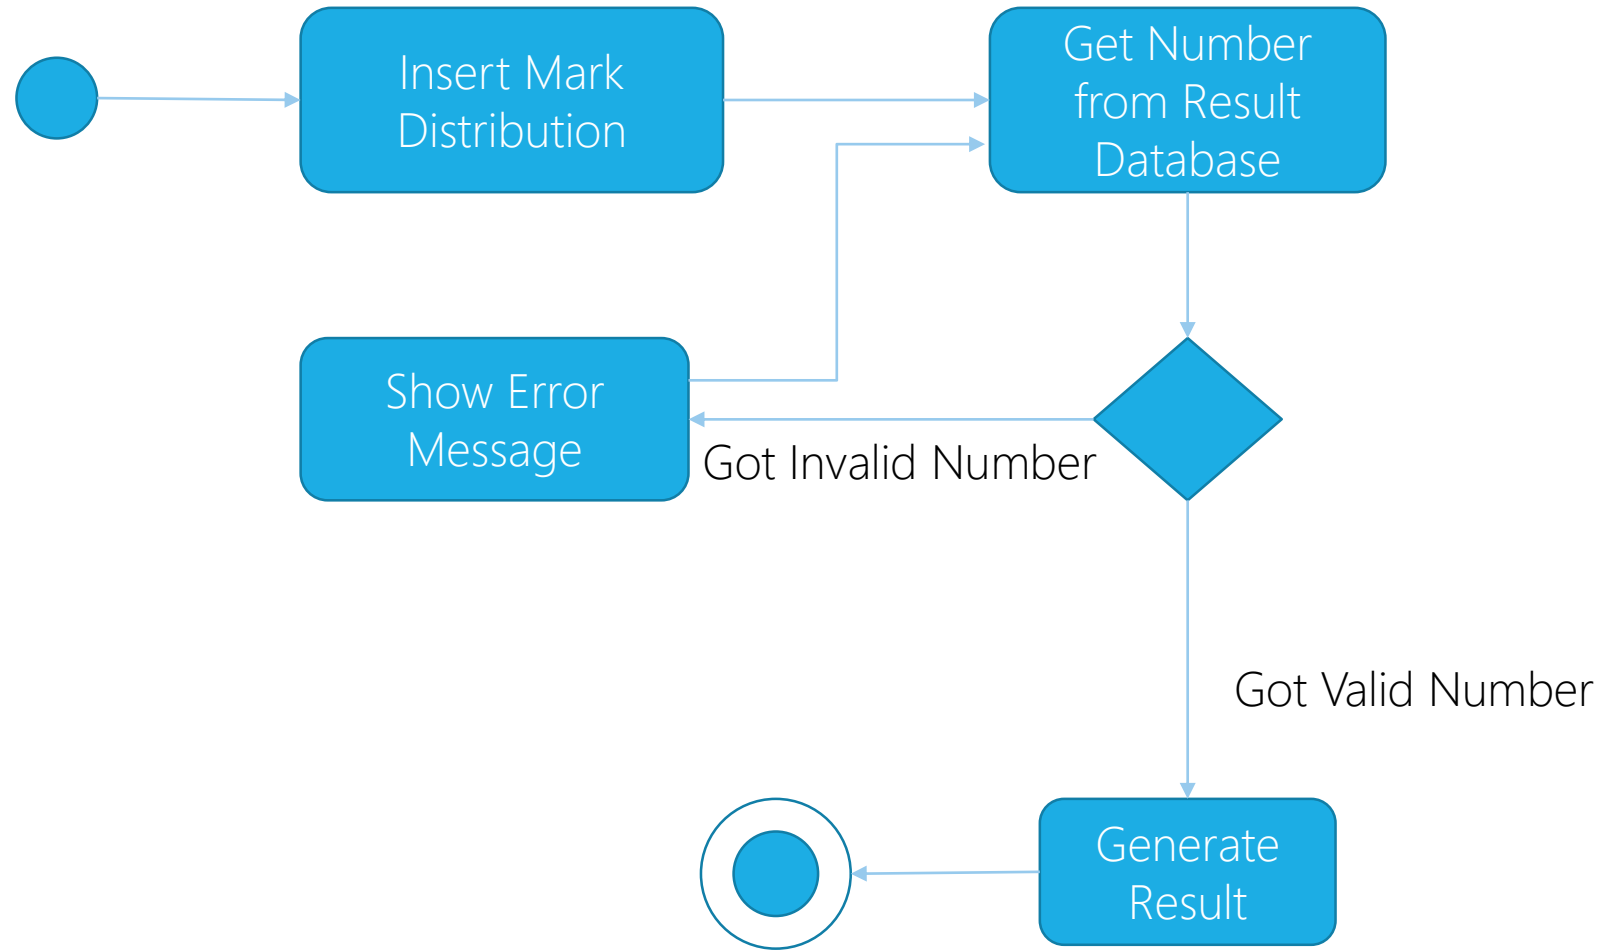 Insert Mark
Distribution
Get Number
from Result
Database
Show Error
Message
Got Invalid Number
Got Valid Number
Generate
Result